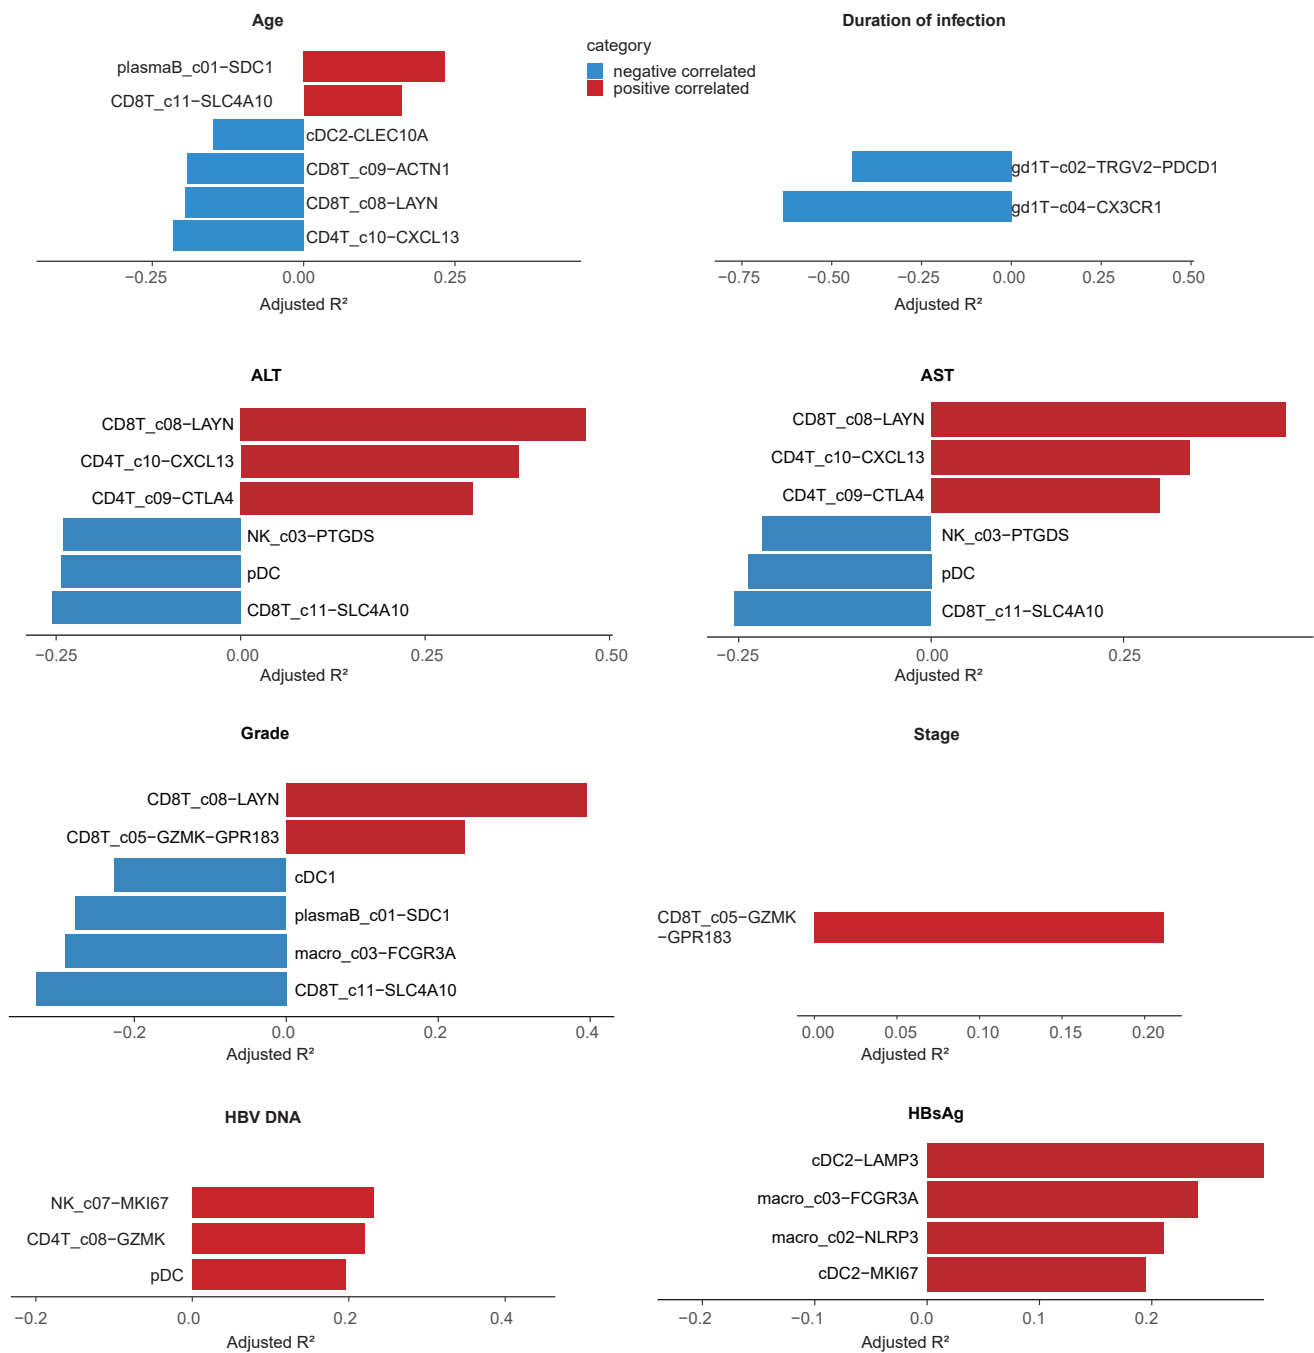 Age
plasmaB_c01−SDC1
CD8T_c11−SLC4A10
cDC2-CLEC10A
CD8T_c09−ACTN1
CD8T_c08−LAYN
CD4T_c10−CXCL13
−0.25 0.00 0.25
Adjusted R²
category
negative correlated
positive correlated
Duration of infection
gd1T−c02−TRGV2−PDCD1
gd1T−c04−CX3CR1
−0.75 −0.50 −0.25 0.00 0.25 0.50
Adjusted R²
ALT
CD8T_c08−LAYN
CD4T_c10−CXCL13
CD4T_c09−CTLA4
NK_c03−PTGDS
pDC
CD8T_c11−SLC4A10
−0.25 0.00 0.25 0.50
Adjusted R²
AST
CD8T_c08−LAYN
CD4T_c10−CXCL13
CD4T_c09−CTLA4
NK_c03−PTGDS
pDC
CD8T_c11−SLC4A10
−0.25 0.00 0.25
Adjusted R²
Grade
CD8T_c08−LAYN
CD8T_c05−GZMK−GPR183
cDC1
plasmaB_c01−SDC1
macro_c03−FCGR3A
CD8T_c11−SLC4A10
−0.2 0.0 0.2 0.4
Adjusted R²
Stage
CD8T_c05−GZMK
−GPR183
0.00 0.05 0.10 0.15 0.20
Adjusted R²
HBV DNA
NK_c07−MKI67
CD4T_c08−GZMK
pDC
−0.2 0.0 0.2 0.4
Adjusted R²
HBsAg
cDC2−LAMP3
macro_c03−FCGR3A
macro_c02−NLRP3
cDC2−MKI67
−0.2 −0.1 0.0 0.1 0.2
Adjusted R²